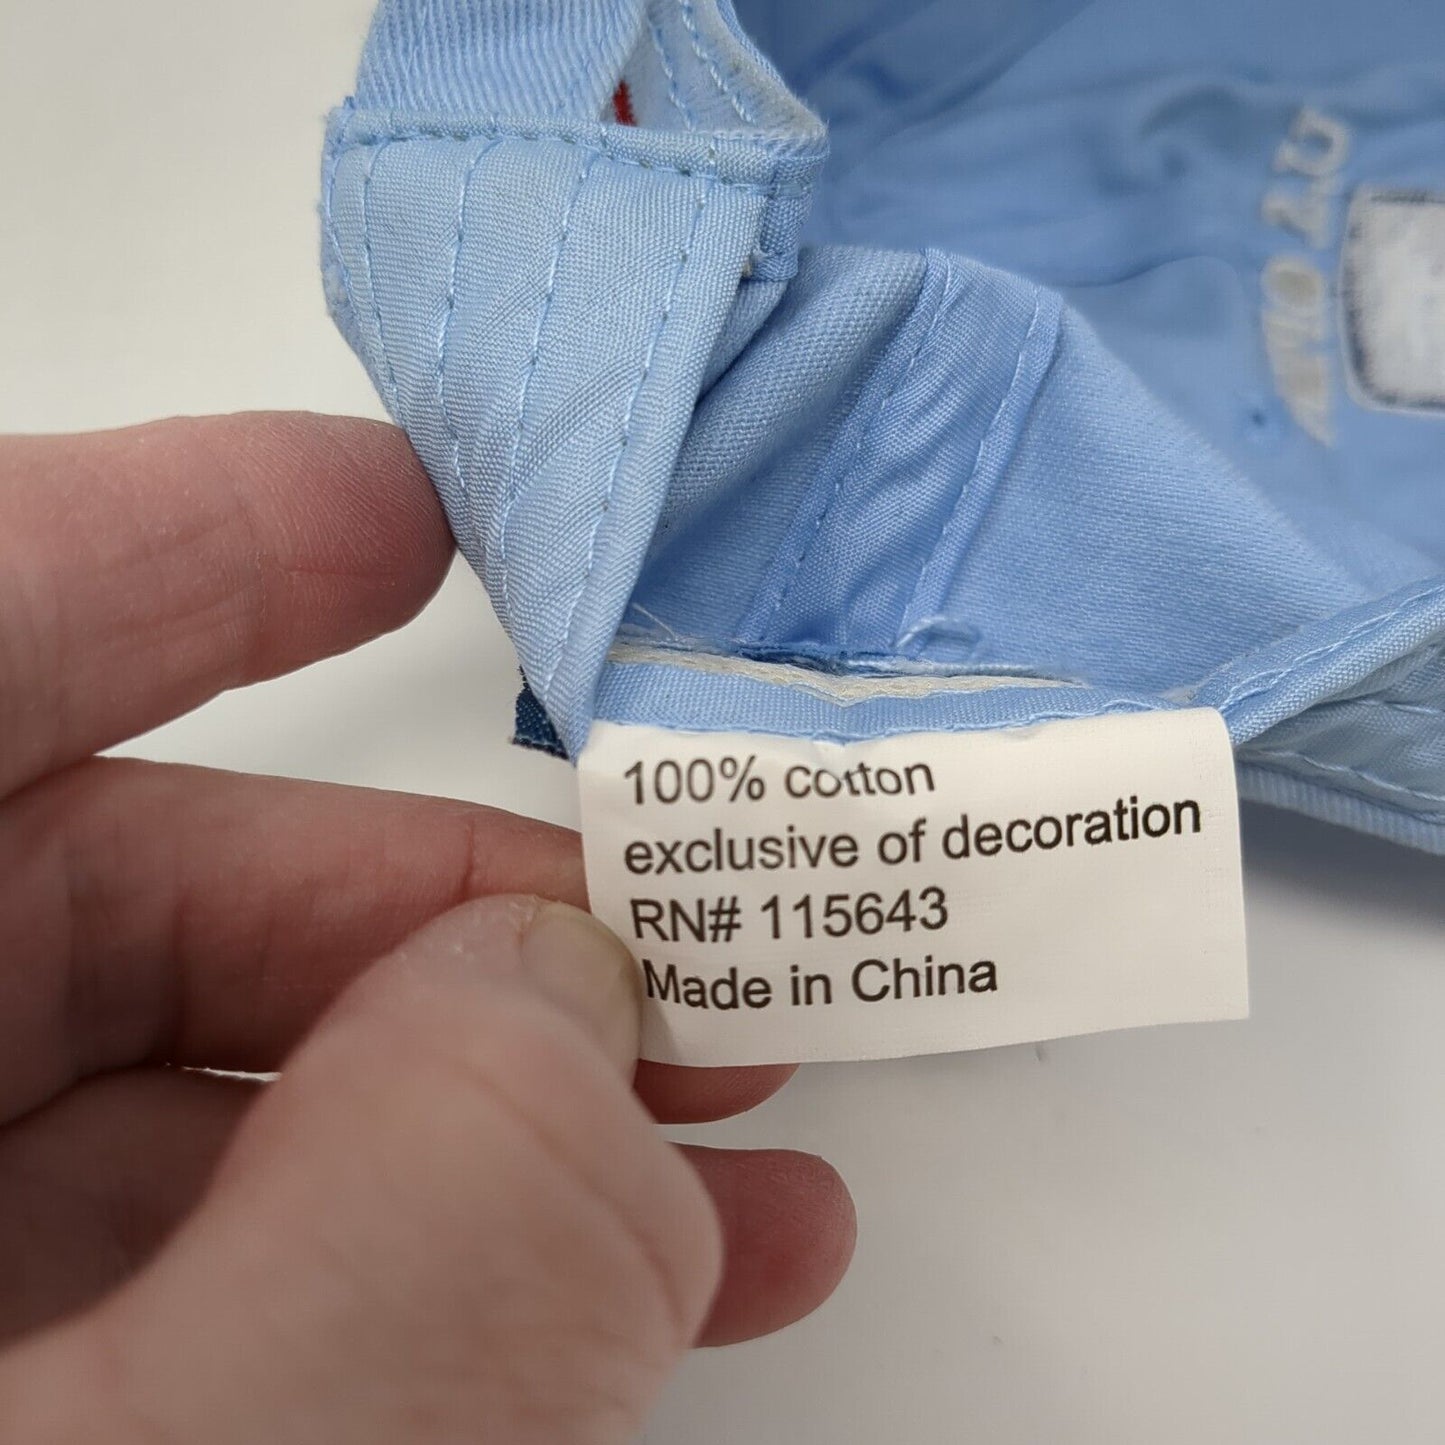 100% cotton
exclusive of decoration
RN# 115643
Made in China